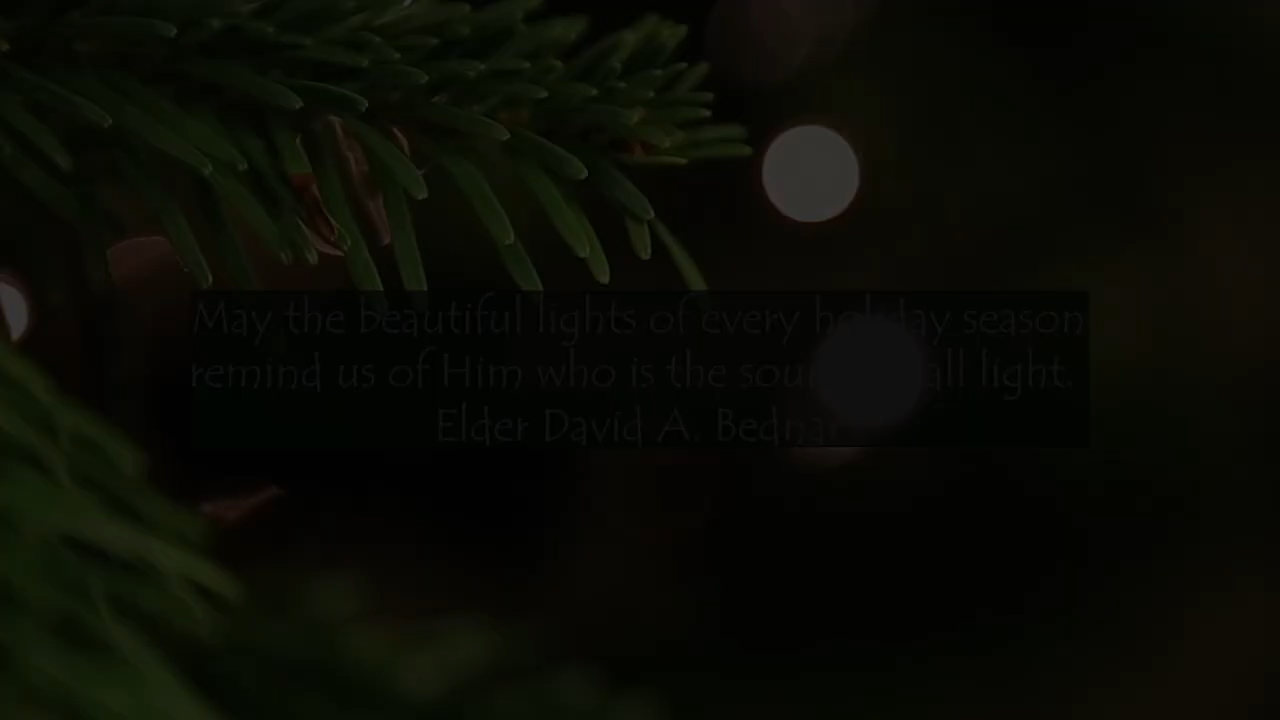 May the beautiful lights of every holiday season
remind us of Him who is the source of all light.
Elder David A. Bednar